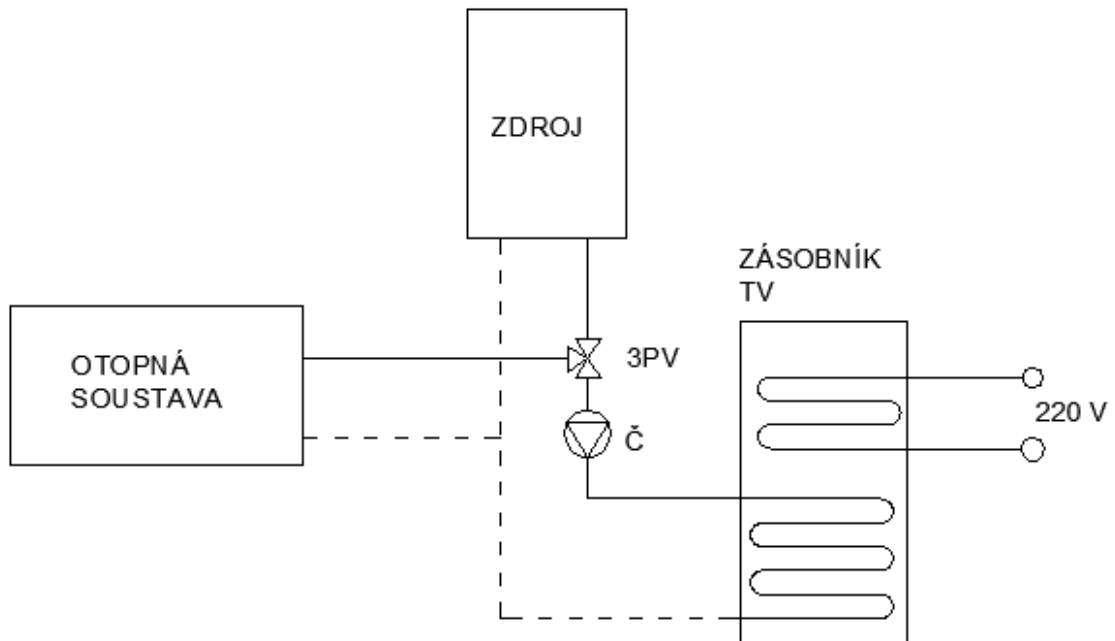 ZDROJ
ZÁSOBNÍK
TV
OTOPNÁ
SOUSTAVA
3PV
220 V
Č